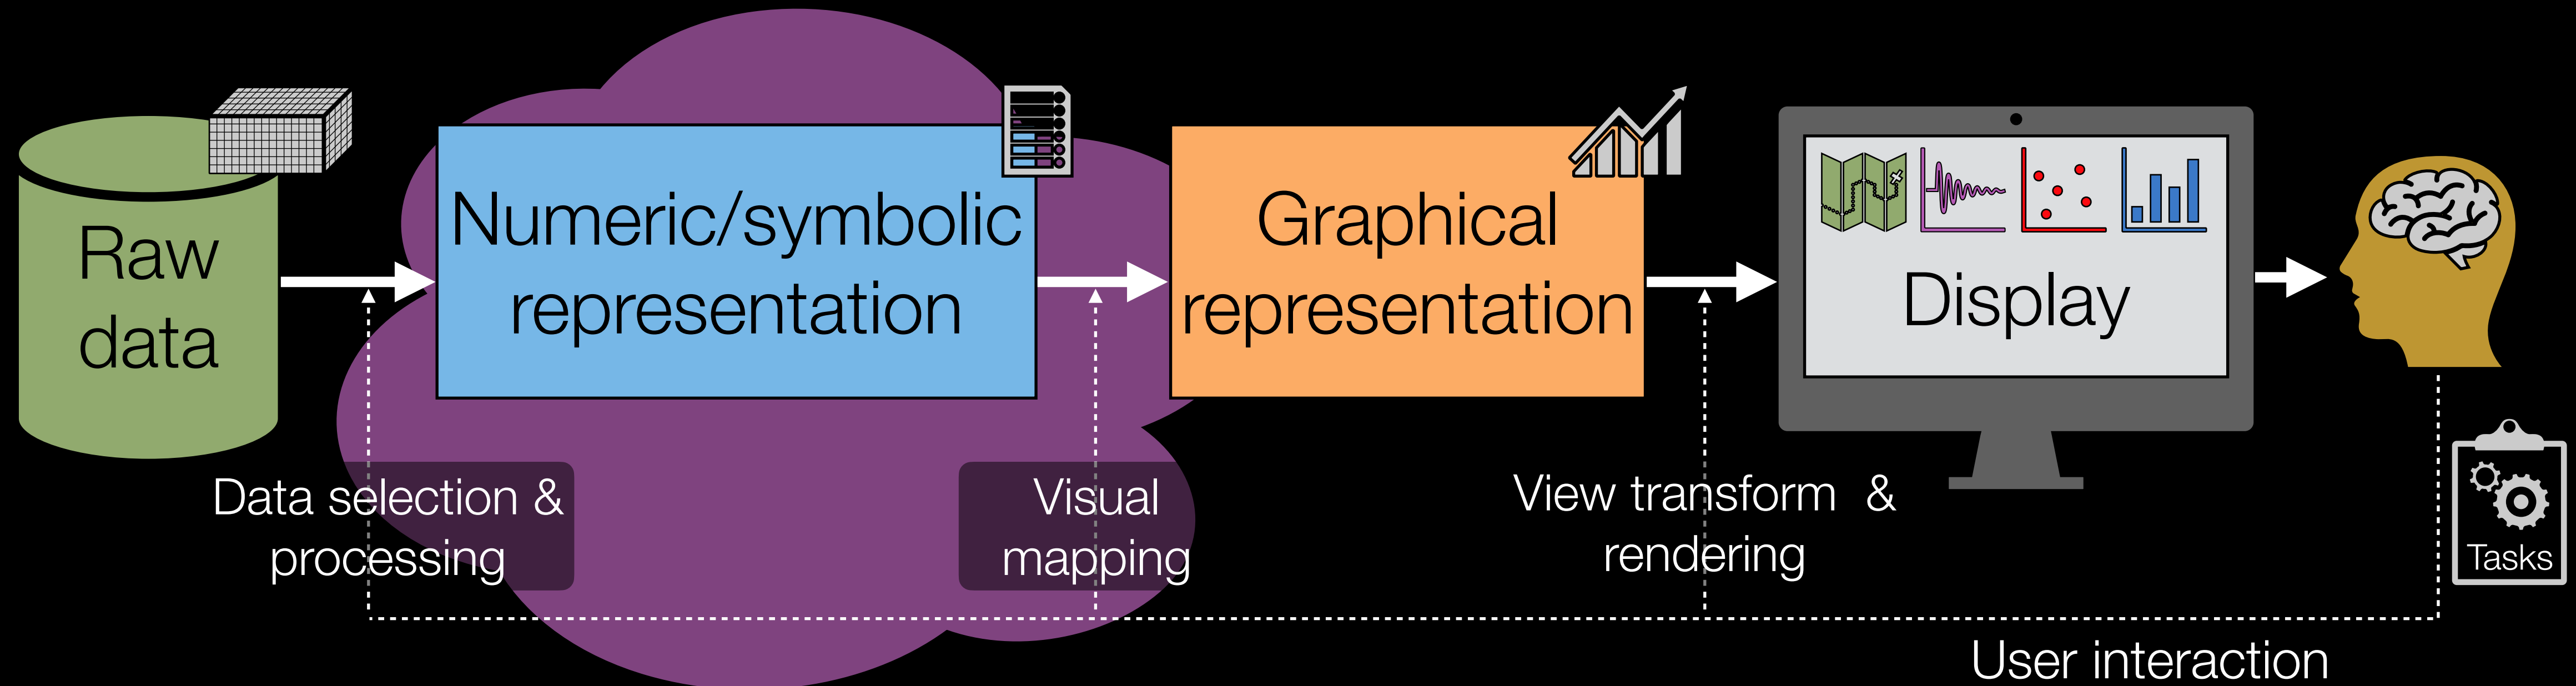 Raw
data
Numeric/symbolic
representation
Graphical
representation
Display
Data selection &
processing
Visual
mapping
View transform &
rendering
Tasks
User interaction